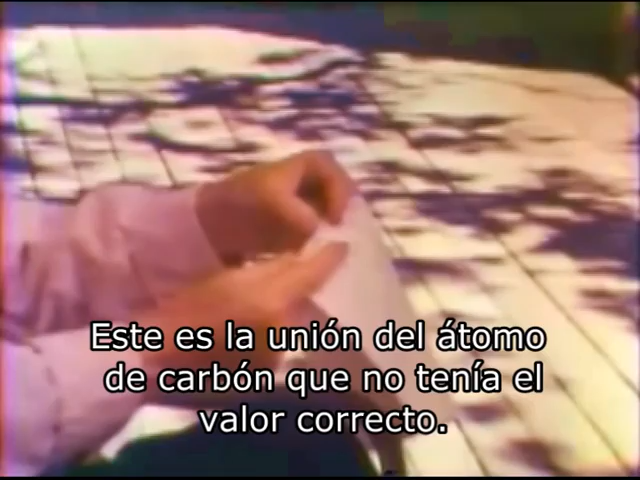 Este es la unión del átomo
de carbón que no tenía el
valor correcto.